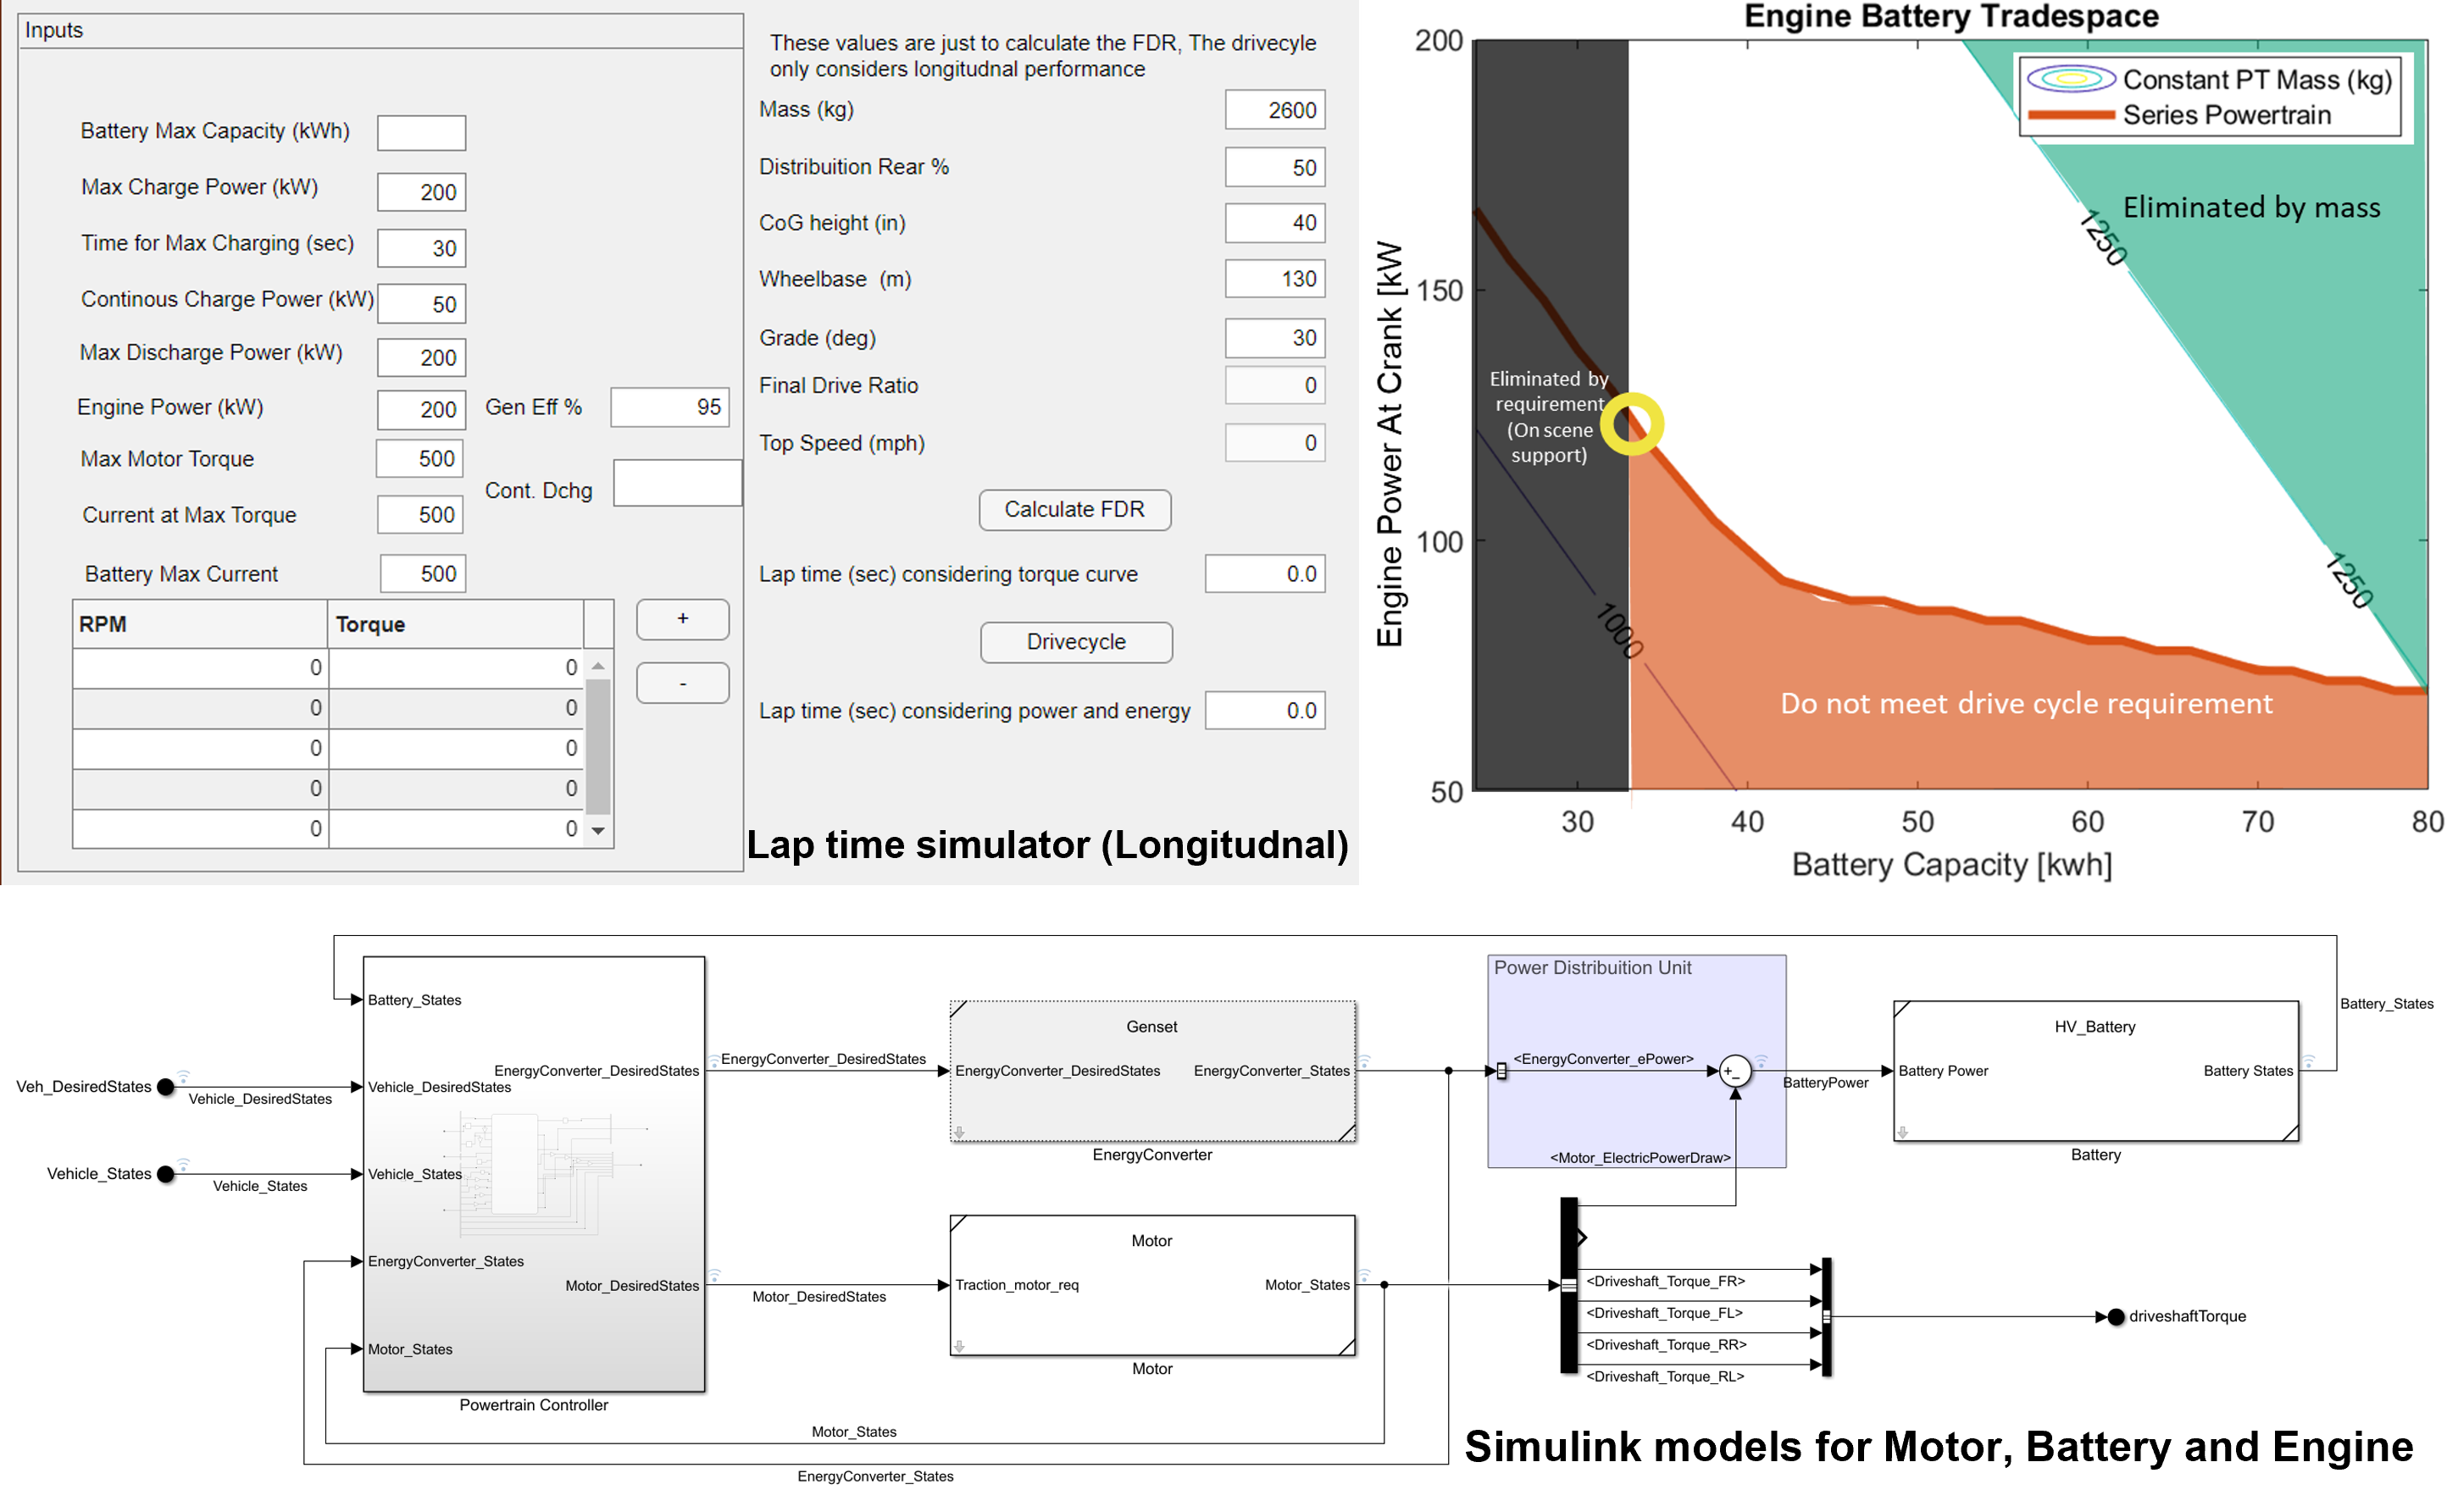 Inputs
Battery Max Capacity (kWh)
Max Charge Power (kW) 200
Time for Max Charging (sec) 30
Continous Charge Power (kW) 50
Max Discharge Power (kW) 200
Engine Power (kW) 200 Gen Eff % 95
Max Motor Torque 500
Cont. Dchg
Current at Max Torque 500
Battery Max Current 500
RPM Torque
0 0
0 0
0 0
0 0
0 0
+
-
These values are just to calculate the FDR, The drivecyle
only considers longitudnal performance
Mass (kg) 2600
Distribuition Rear % 50
CoG height (in) 40
Wheelbase (m) 130
Grade (deg) 30
Final Drive Ratio 0
Top Speed (mph) 0
Calculate FDR
Lap time (sec) considering torque curve 0.0
Drivecycle
Lap time (sec) considering power and energy 0.0
Lap time simulator (Longitudnal)
Engine Battery Tradespace
Constant PT Mass (kg)
Series Powertrain
Eliminated by mass
1250
1250
1000
Eliminated by
requirement
(On scene
support)
Do not meet drive cycle requirement
Engine Power At Crank [kW
200
150
100
50
30 40 50 60 70 80
Battery Capacity [kwh]
Veh_DesiredStates
Vehicle_DesiredStates
Vehicle_States
Vehicle_States
Battery_States
Vehicle_DesiredStates
Vehicle_States
EnergyConverter_States
Motor_States
EnergyConverter_DesiredStates
Motor_DesiredStates
Powertrain Controller
EnergyConverter_DesiredStates
Motor_DesiredStates
Genset
EnergyConverter_DesiredStates EnergyConverter_States
EnergyConverter
Motor
Traction_motor_req Motor_States
Motor
Power Distribuition Unit
<EnergyConverter_ePower>
+_
<Motor_ElectricPowerDraw>
BatteryPower
HV_Battery
Battery Power Battery States
Battery
Battery_States
<Driveshaft_Torque_FR>
<Driveshaft_Torque_FL>
<Driveshaft_Torque_RR>
<Driveshaft_Torque_RL>
driveshaftTorque
Motor_States
EnergyConverter_States
Simulink models for Motor, Battery and Engine